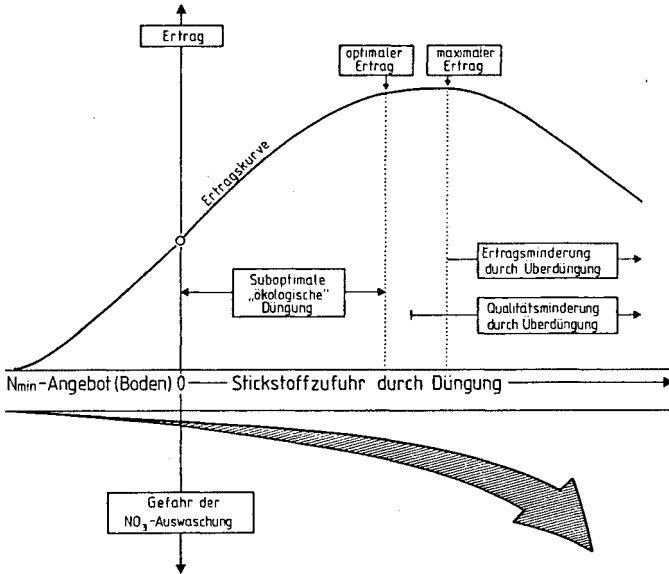 Ertrag
optimaler
Ertrag
maximaler
Ertrag
Ertragskurve
Suboptimale
„ökologische"
Düngung
Ertragsminderung
durch Überdüngung
Qualitätsminderung
durch Überdüngung
Nmin-Angebot (Boden) 0 Stickstoffzufuhr durch Düngung
Gefahr der
NO₃-Auswaschung